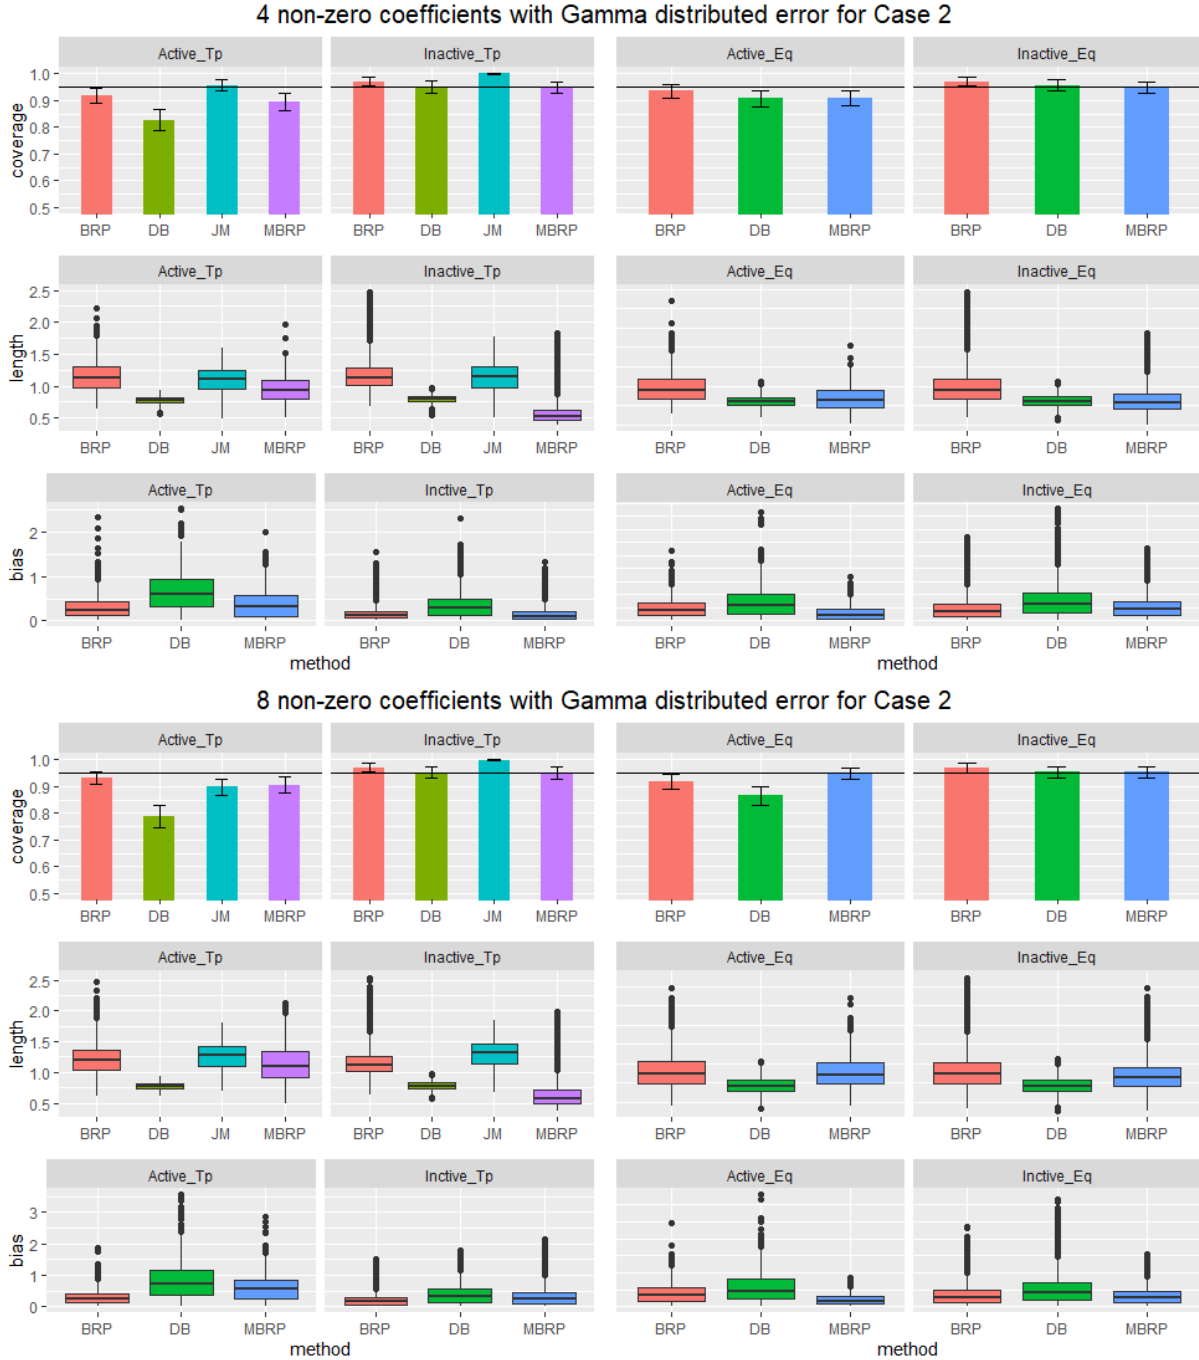 4 non-zero coefficients with Gamma distributed error for Case 2
Active_Tp Inactive_Tp Active_Eq Inactive_Eq
coverage
1.0
0.9
0.8
0.7
0.6
0.5
BRP DB JM MBRP BRP DB JM MBRP BRP DB MBRP BRP DB MBRP
Active_Tp Inactive_Tp Active_Eq Inactive_Eq
length
2.5
2.0
1.5
1.0
0.5
BRP DB JM MBRP BRP DB JM MBRP BRP DB MBRP BRP DB MBRP
Active_Tp Inctive_Tp Active_Eq Inctive_Eq
bias
2
1
0
BRP DB MBRP BRP DB MBRP BRP DB MBRP BRP DB MBRP
method method
8 non-zero coefficients with Gamma distributed error for Case 2
Active_Tp Inactive_Tp Active_Eq Inactive_Eq
coverage
1.0
0.9
0.8
0.7
0.6
0.5
BRP DB JM MBRP BRP DB JM MBRP BRP DB MBRP BRP DB MBRP
Active_Tp Inactive_Tp Active_Eq Inactive_Eq
length
2.5
2.0
1.5
1.0
0.5
BRP DB JM MBRP BRP DB JM MBRP BRP DB MBRP BRP DB MBRP
Active_Tp Inctive_Tp Active_Eq Inctive_Eq
bias
3
2
1
0
BRP DB MBRP BRP DB MBRP BRP DB MBRP BRP DB MBRP
method method